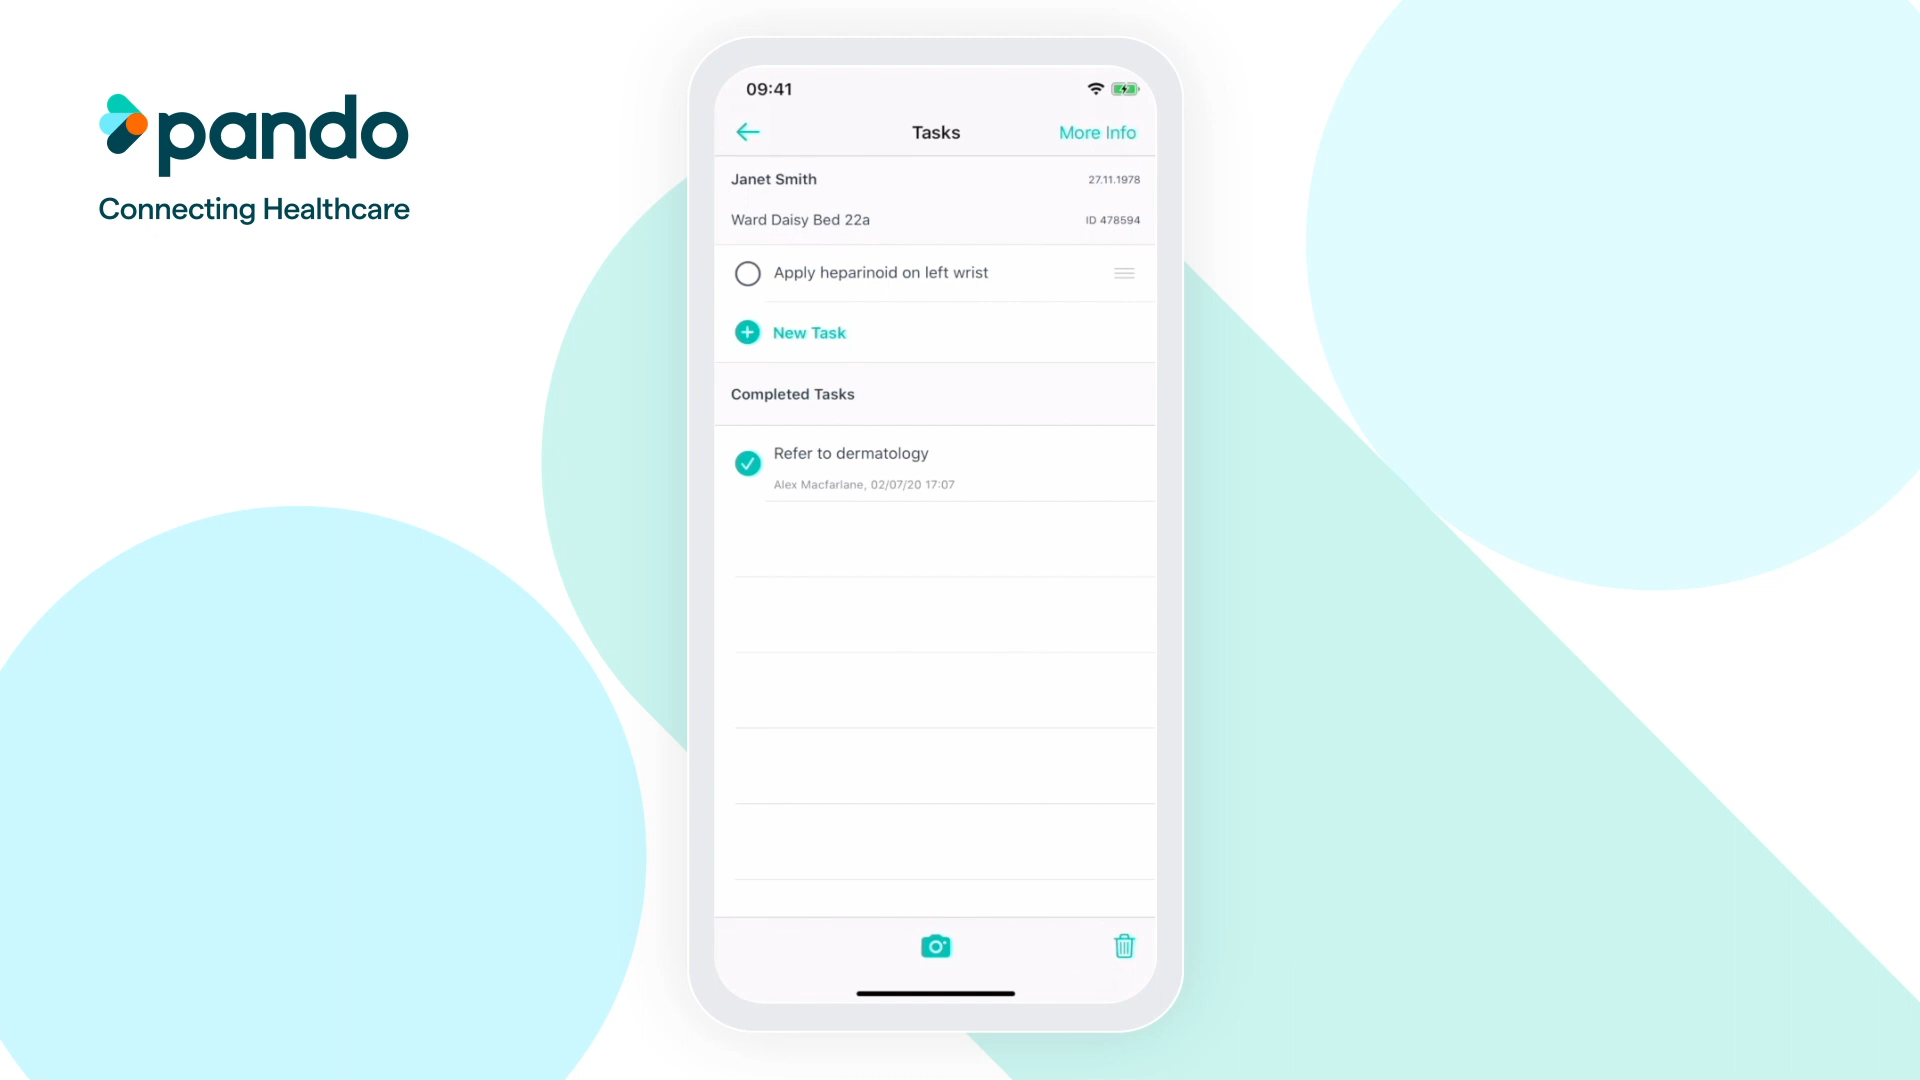 pando
Connecting Healthcare
09:41
Tasks
More Info
Janet Smith
27.11.1978
Ward Daisy Bed 22a
ID 478594
Apply heparinoid on left wrist
New Task
Completed Tasks
Refer to dermatology
Alex Macfarlane, 02/07/20 17:07